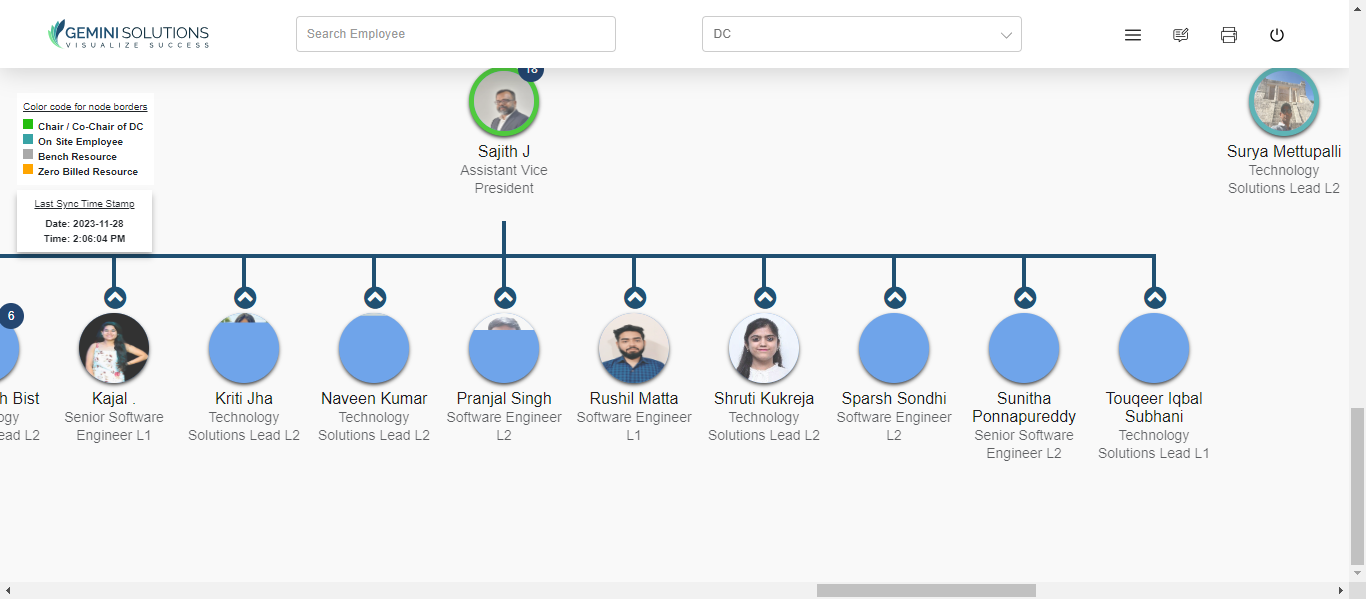 GEMINI SOLUTIONS
VISUALIZE SUCCESS
Search Employee
DC
18
Color code for node borders
Chair / Co-Chair of DC
On Site Employee
Bench Resource
Zero Billed Resource
Last Sync Time Stamp
Date: 2023-11-28
Time: 2:06:04 PM
Sajith J
Assistant Vice
President
Surya Mettupalli
Technology
Solutions Lead L2
6
h Bist
ogy
ead L2
Kajal .
Senior Software
Engineer L1
Kriti Jha
Technology
Solutions Lead L2
Naveen Kumar
Technology
Solutions Lead L2
Pranjal Singh
Software Engineer
L2
Rushil Matta
Software Engineer
L1
Shruti Kukreja
Technology
Solutions Lead L2
Sparsh Sondhi
Software Engineer
L2
Sunitha
Ponnapureddy
Senior Software
Engineer L2
Touqeer Iqbal
Subhani
Technology
Solutions Lead L1